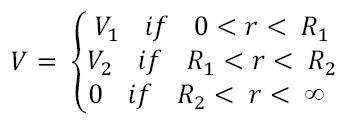 V₁ if 0 < r < R₁
V = { V₂ if R₁ < r < R₂
0 if R₂ < r < ∞